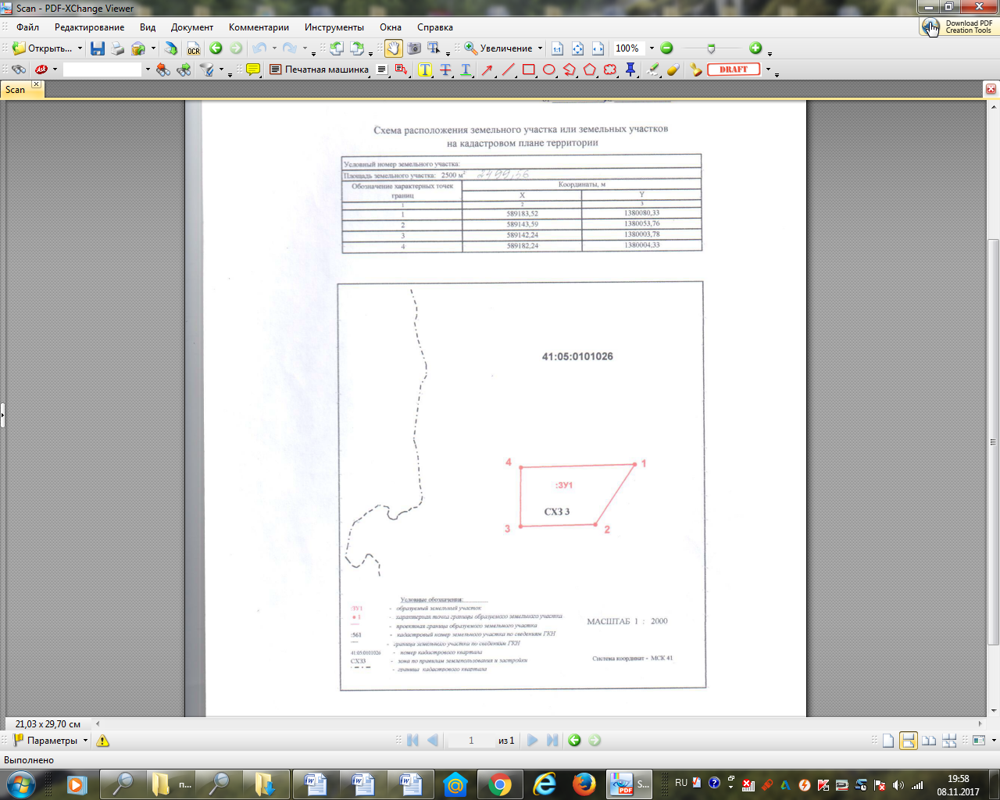 Scan - PDF-XChange Viewer
Файл Редактирование Вид Документ Комментарии Инструменты Окна Справка
Download PDF
Creation Tools
Открыть... OCR Увеличение 100%
Печатная машинка DRAFT
Scan
Схема расположения земельного участка или земельных участков
на кадастровом плане территории
Условный номер земельного участка:
Площадь земельного участка: 2500 м² 2499,56
Обозначение характерных точек границ Координаты, м
X Y
1 2 3
1 589183,52 1380080,33
2 589143,59 1380053,76
3 589142,24 1380003,78
4 589182,24 1380004,33
41:05:0101026
4 1
:ЗУ1
СХЗ 3
3 2
Условные обозначения:
:ЗУ1 - образуемый земельный участок
1 - характерная точка границы образуемого земельного участка
- проектная граница образуемого земельного участка
:561 - кадастровый номер земельного участка по сведениям ГКН
- граница земельного участка по сведениям ГКН
41:05:0101026 - номер кадастрового квартала
СХЗ3 - зона по правилам землепользования и застройки
- граница кадастрового квартала
МАСШТАБ 1 : 2000
Система координат - МСК 41
21,03 x 29,70 см
Параметры 1 из 1
Выполнено
п... S... RU 19:58
08.11.2017